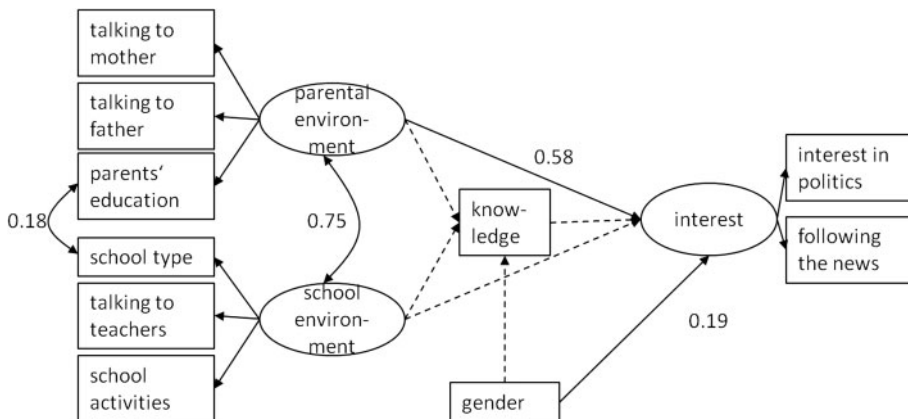 talking to
mother
talking to
father
parents‘
education
0.18
school type
talking to
teachers
school
activities
parental
environ-
ment
0.75
school
environ-
ment
0.58
know-
ledge
interest
interest in
politics
following
the news
0.19
gender